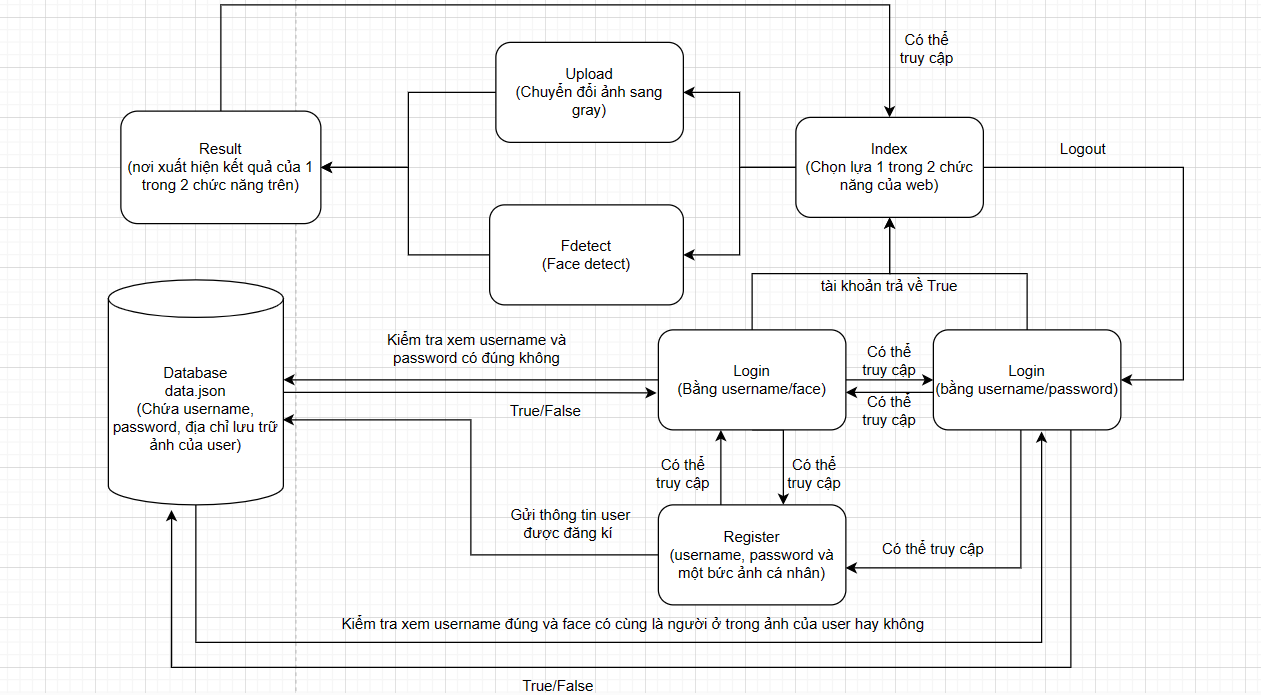 Có thể
truy cập
Upload
(Chuyển đổi ảnh sang
gray)
Result
(nơi xuất hiện kết quả của 1
trong 2 chức năng trên)
Index
(Chọn lựa 1 trong 2 chức
năng của web)
Logout
Fdetect
(Face detect)
tài khoản trả về True
Kiểm tra xem username và
password có đúng không
Database
data.json
(Chứa username,
password, địa chỉ lưu trữ
ảnh của user)
True/False
Login
(Bằng username/face)
Có thể
truy cập
Có thể
truy cập
Login
(bằng username/password)
Có thể
truy cập
Có thể
truy cập
Gửi thông tin user
được đăng kí
Register
(username, password và
một bức ảnh cá nhân)
Có thể truy cập
Kiểm tra xem username đúng và face có cùng là người ở trong ảnh của user hay không
True/False